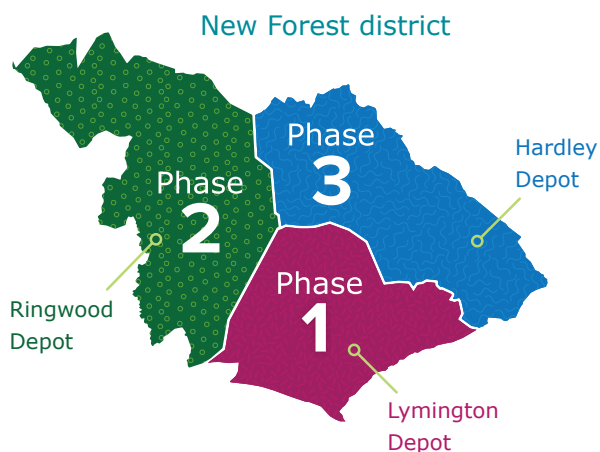 New Forest district
Phase
3
Hardley
Depot
Phase
2
Phase
1
Ringwood
Depot
Lymington
Depot